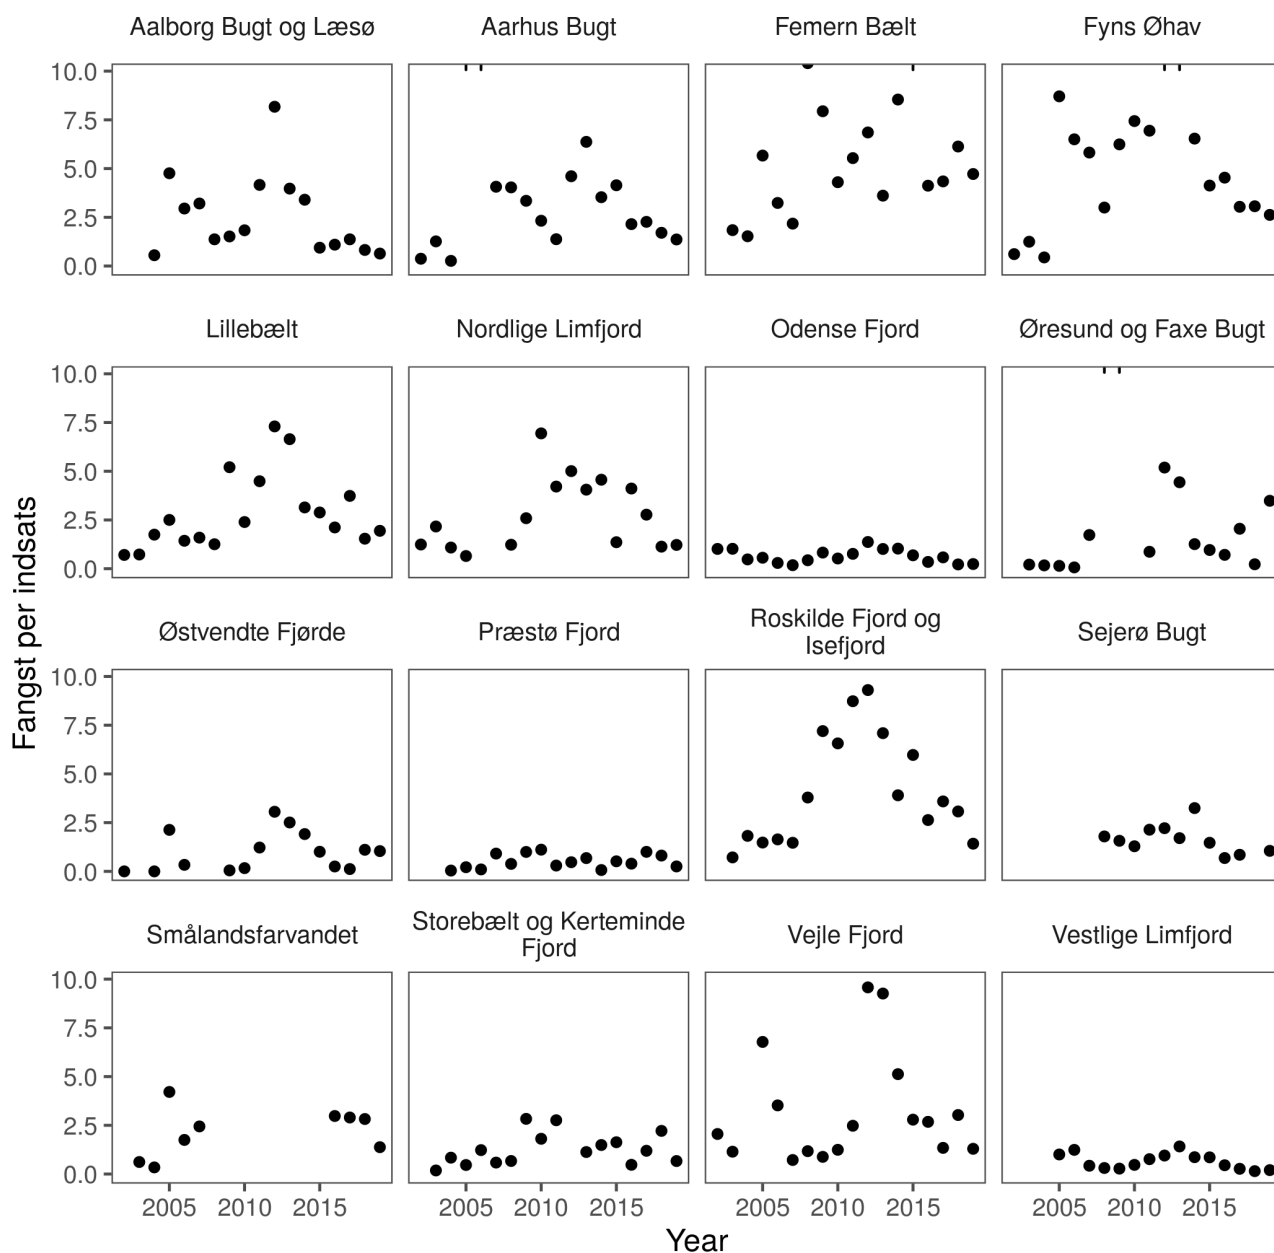 Aalborg Bugt og Læsø
Aarhus Bugt
Femern Bælt
Fyns Øhav
10.0
7.5
5.0
2.5
0.0
Lillebælt
Nordlige Limfjord
Odense Fjord
Øresund og Faxe Bugt
10.0
7.5
5.0
2.5
0.0
Fangst per indsats
Østvendte Fjørde
Præstø Fjord
Roskilde Fjord og
Isefjord
Sejerø Bugt
10.0
7.5
5.0
2.5
0.0
Smålandsfarvandet
Storebælt og Kerteminde
Fjord
Vejle Fjord
Vestlige Limfjord
10.0
7.5
5.0
2.5
0.0
2005 2010 2015
2005 2010 2015
2005 2010 2015
2005 2010 2015
Year